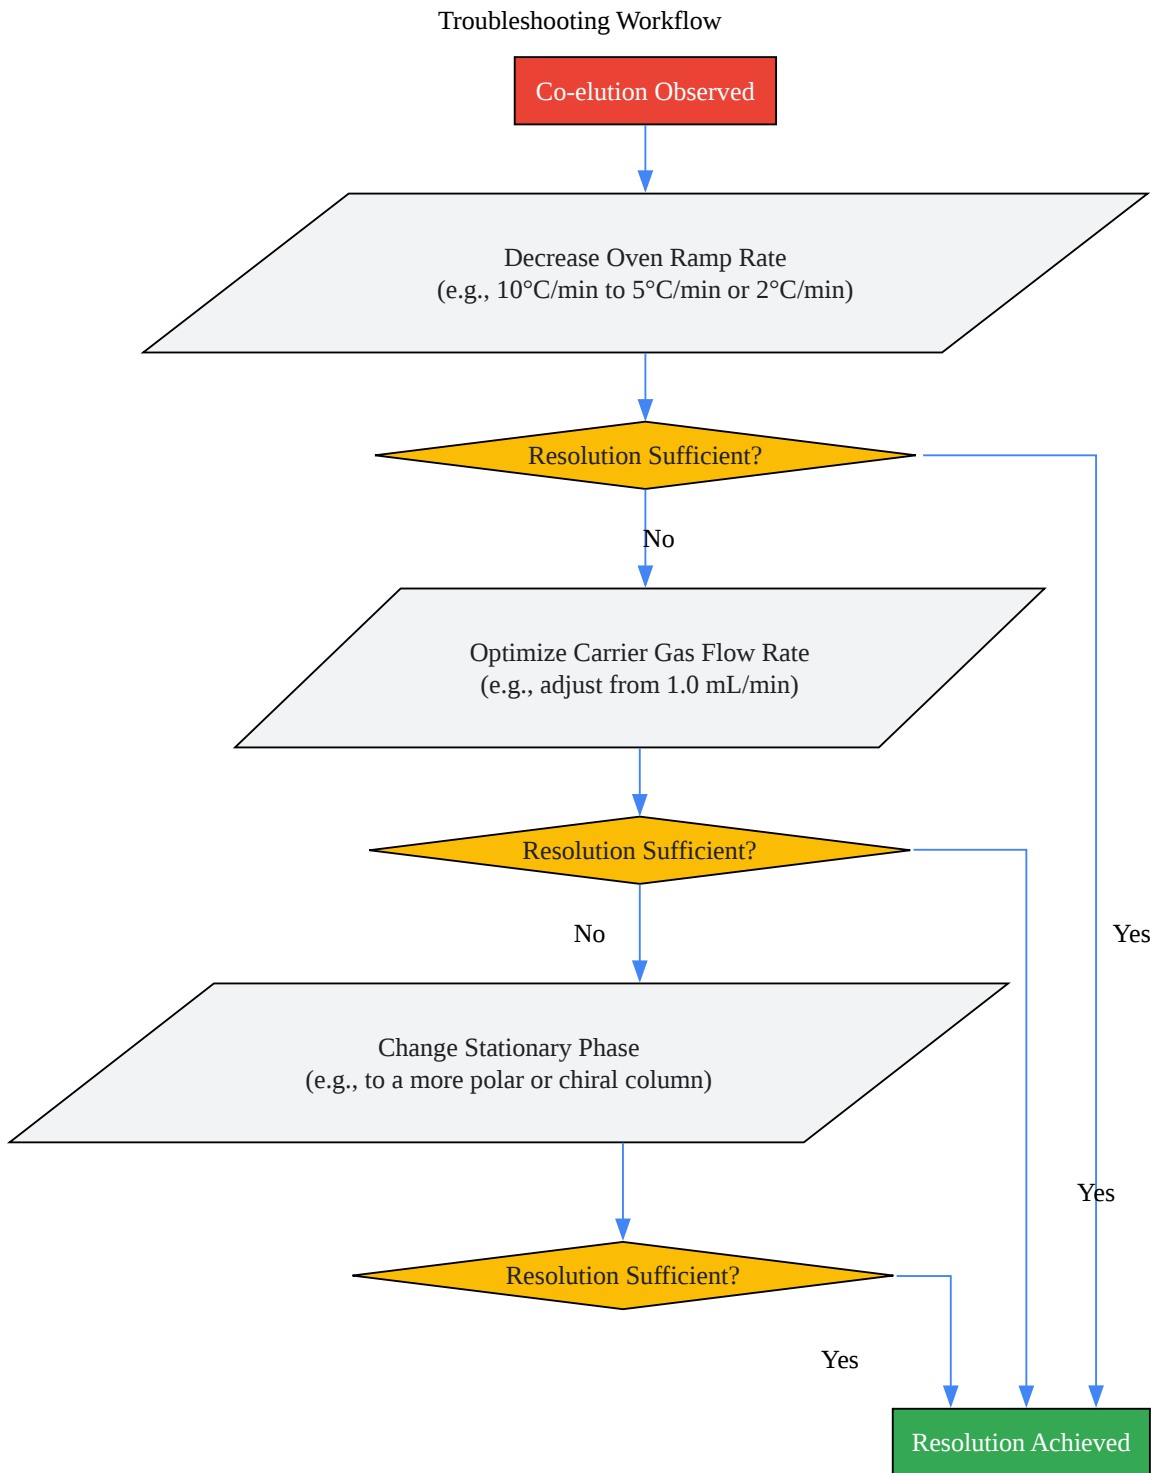 Troubleshooting Workflow
Co-elution Observed
Decrease Oven Ramp Rate
(e.g., 10°C/min to 5°C/min or 2°C/min)
Resolution Sufficient?
No
Optimize Carrier Gas Flow Rate
(e.g., adjust from 1.0 mL/min)
Resolution Sufficient?
No
Yes
Change Stationary Phase
(e.g., to a more polar or chiral column)
Yes
Resolution Sufficient?
Yes
Resolution Achieved